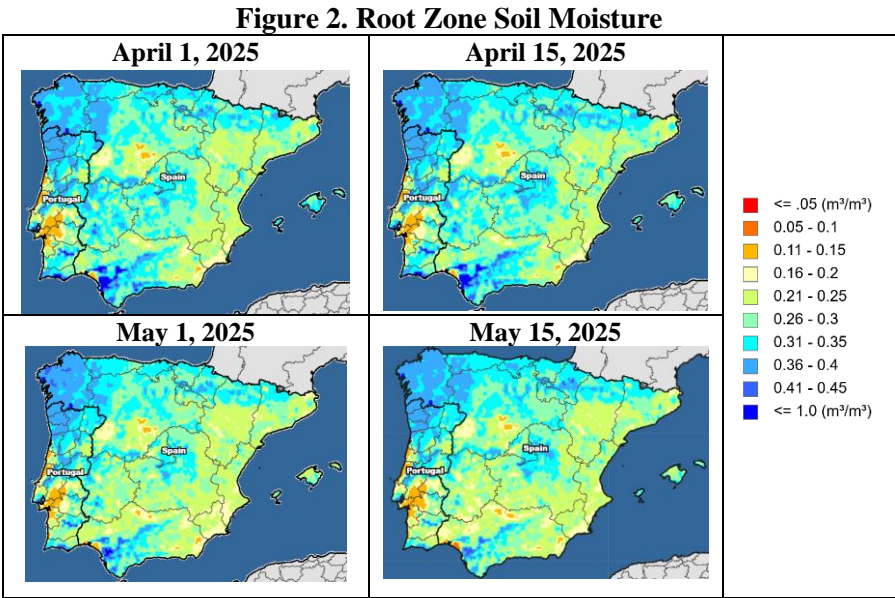 Figure 2. Root Zone Soil Moisture
April 1, 2025
April 15, 2025
Spain
Portugal
Spain
Portugal
<= .05 (m³/m³)
0.05 - 0.1
0.11 - 0.15
0.16 - 0.2
0.21 - 0.25
0.26 - 0.3
0.31 - 0.35
0.36 - 0.4
0.41 - 0.45
<= 1.0 (m³/m³)
May 1, 2025
May 15, 2025
Spain
Portugal
Spain
Portugal